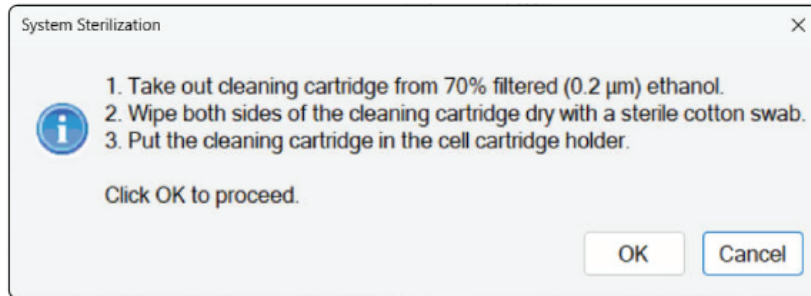 System Sterilization
1. Take out cleaning cartridge from 70% filtered (0.2 µm) ethanol.
2. Wipe both sides of the cleaning cartridge dry with a sterile cotton swab.
3. Put the cleaning cartridge in the cell cartridge holder.
Click OK to proceed.
OK
Cancel